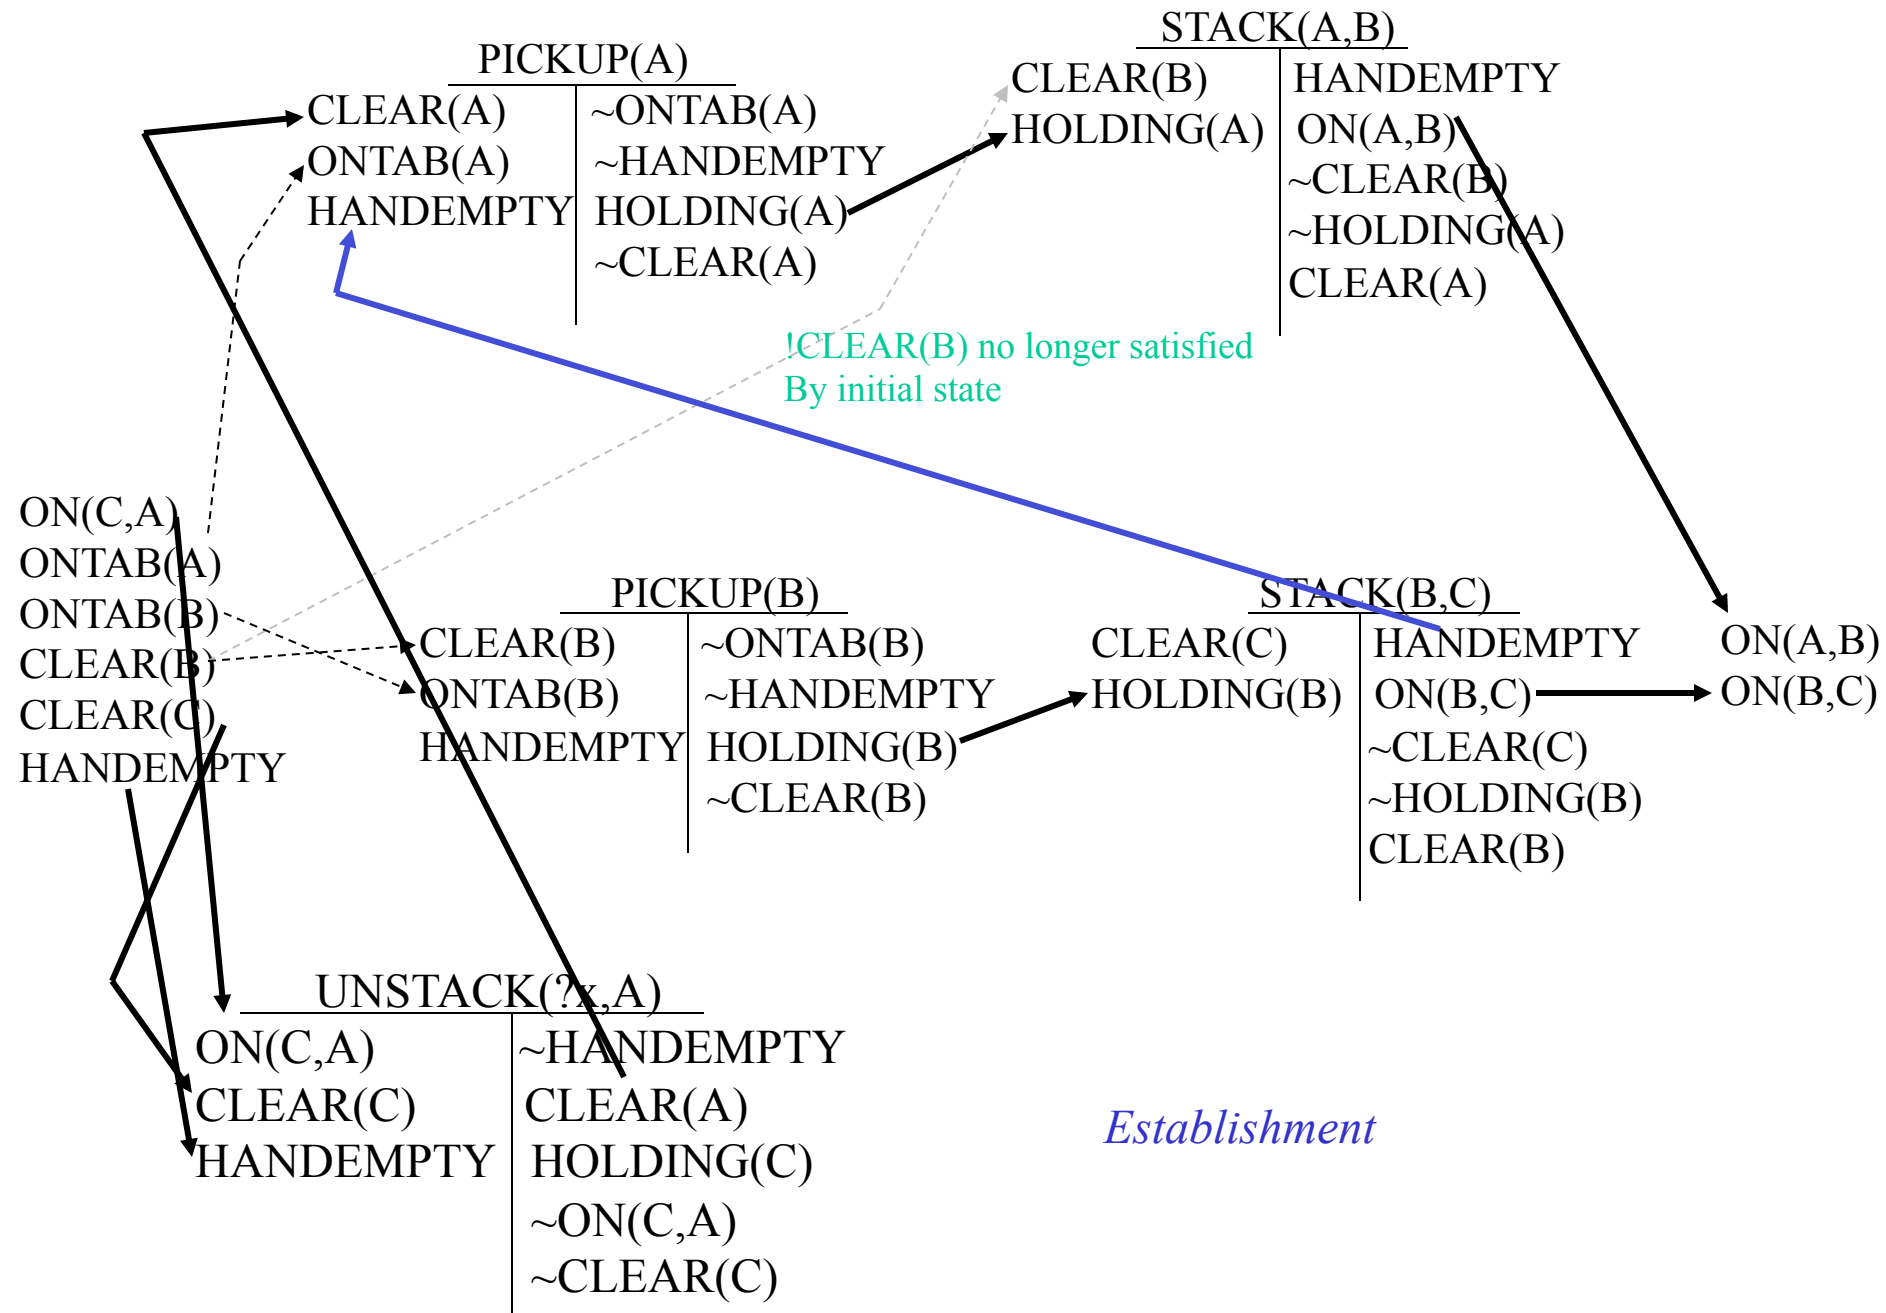 PICKUP(A)
CLEAR(A)
ONTAB(A)
HANDEMPTY
~ONTAB(A)
~HANDEMPTY
HOLDING(A)
~CLEAR(A)
STACK(A,B)
CLEAR(B)
HOLDING(A)
HANDEMPTY
ON(A,B)
~CLEAR(B)
~HOLDING(A)
CLEAR(A)
!CLEAR(B) no longer satisfied
By initial state
ON(C,A)
ONTAB(A)
ONTAB(B)
CLEAR(B)
CLEAR(C)
HANDEMPTY
PICKUP(B)
CLEAR(B)
ONTAB(B)
HANDEMPTY
~ONTAB(B)
~HANDEMPTY
HOLDING(B)
~CLEAR(B)
STACK(B,C)
CLEAR(C)
HOLDING(B)
HANDEMPTY
ON(B,C)
~CLEAR(C)
~HOLDING(B)
CLEAR(B)
ON(A,B)
ON(B,C)
UNSTACK(?x,A)
ON(C,A)
CLEAR(C)
HANDEMPTY
~HANDEMPTY
CLEAR(A)
HOLDING(C)
~ON(C,A)
~CLEAR(C)
Establishment